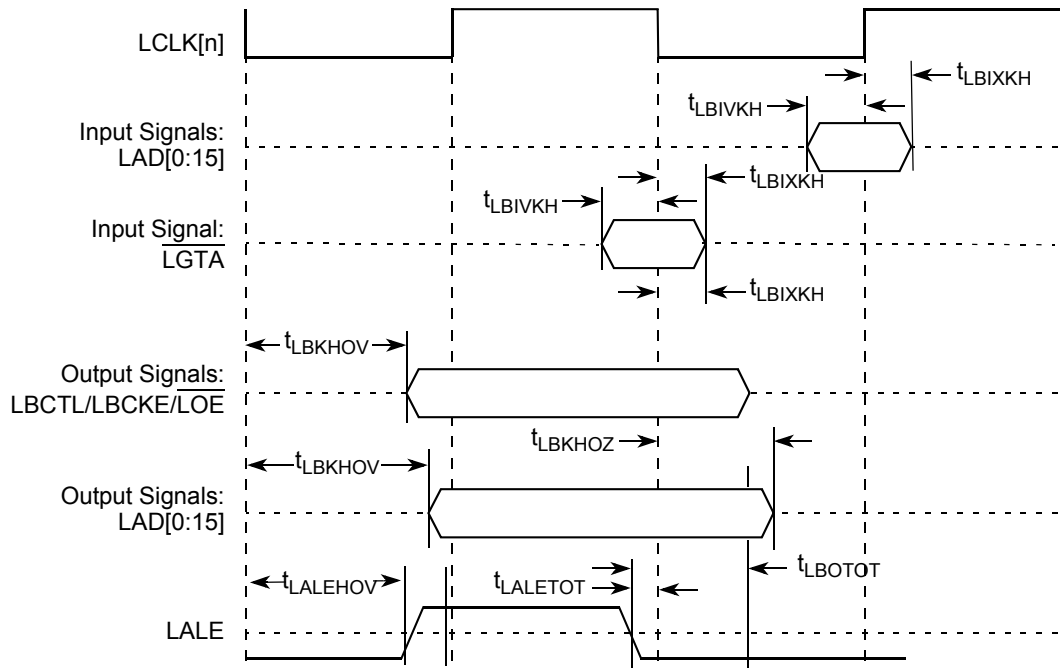 LCLK[n]
tLBIXKH
tLBIVKH
Input Signals:
LAD[0:15]
tLBIXKH
tLBIVKH
Input Signal:
LGTA
tLBIXKH
tLBKHOV
Output Signals:
LBCTL/LBCKE/LOE
tLBKHOZ
tLBKHOV
Output Signals:
LAD[0:15]
tLBOTOT
tLALEHOV
tLALETOT
LALE